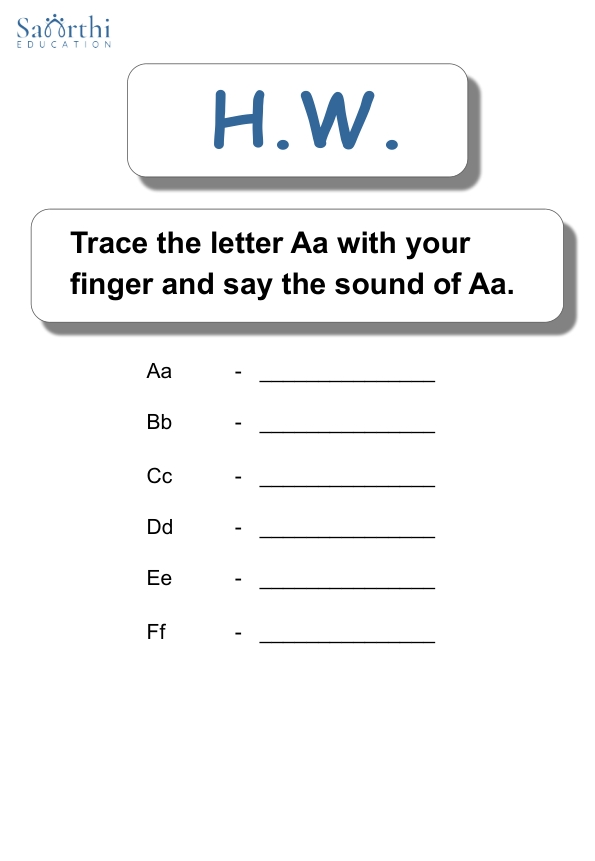 Saarthi
EDUCATION
H.W.
Trace the letter Aa with your
finger and say the sound of Aa.
Aa - _______________
Bb - _______________
Cc - _______________
Dd - _______________
Ee - _______________
Ff - _______________